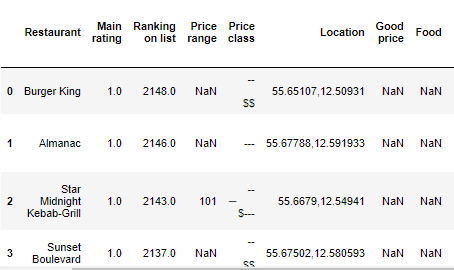 Restaurant Main rating Ranking on list Price range Price class Location Good price Food
0 Burger King 1.0 2148.0 NaN -- $$ 55.65107,12.50931 NaN NaN
1 Almanac 1.0 2146.0 NaN --- 55.67788,12.591933 NaN NaN
2 Star Midnight Kebab-Grill 1.0 2143.0 101 -- — $--- 55.6679,12.54941 NaN NaN
3 Sunset Boulevard 1.0 2137.0 NaN -- $$ 55.67502,12.580593 NaN NaN